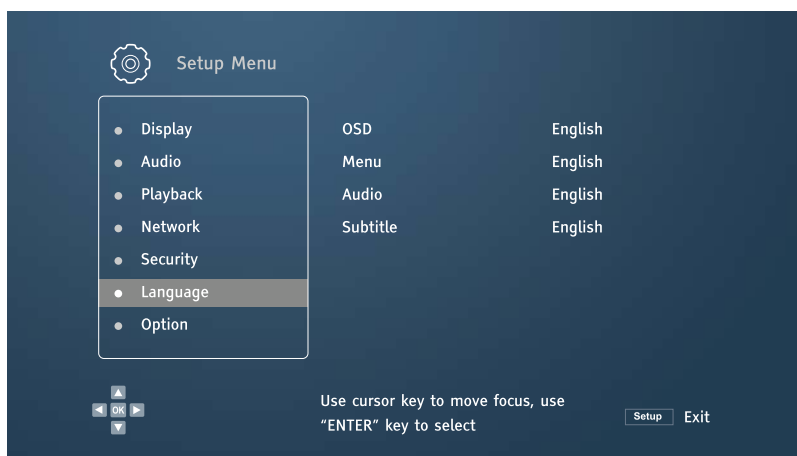 Setup Menu
Display
Audio
Playback
Network
Security
Language
Option
OSD English
Menu English
Audio English
Subtitle English
OK
Use cursor key to move focus, use
“ENTER” key to select
Setup Exit